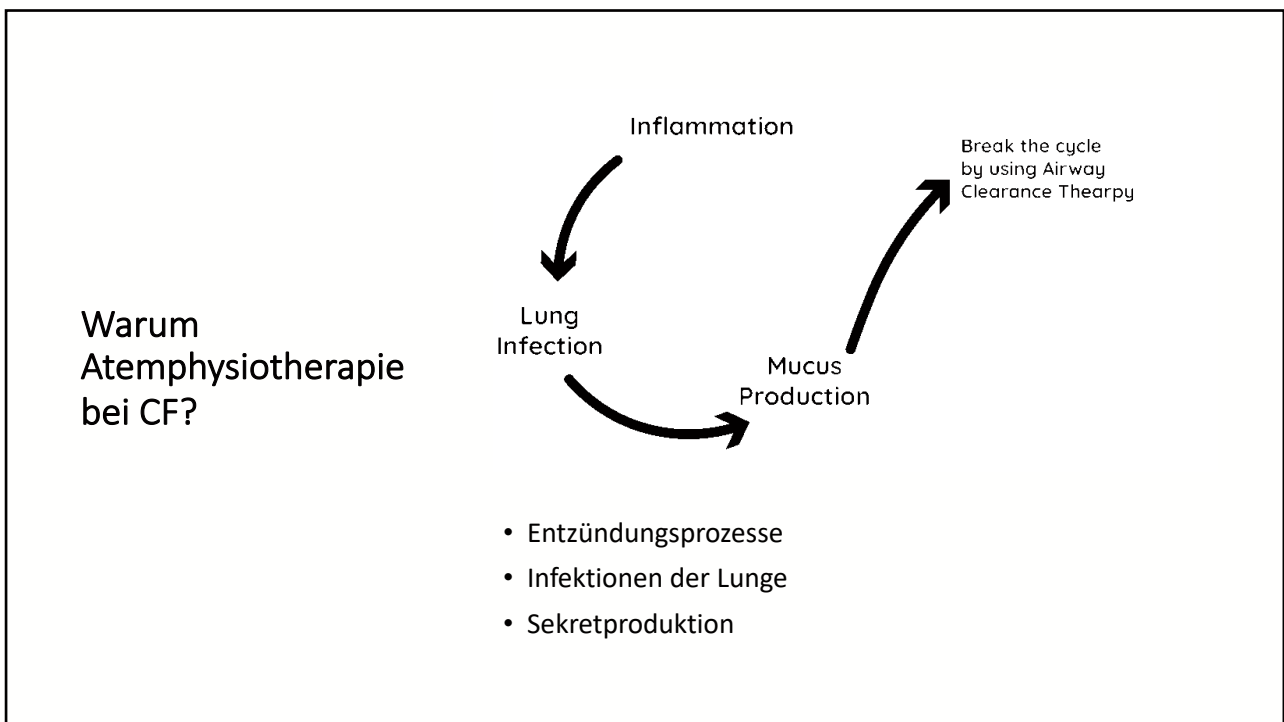 Warum
Atemphysiotherapie
bei CF?
Inflammation
Lung
Infection
Mucus
Production
Break the cycle
by using Airway
Clearance Thearpy
• Entzündungsprozesse
• Infektionen der Lunge
• Sekretproduktion